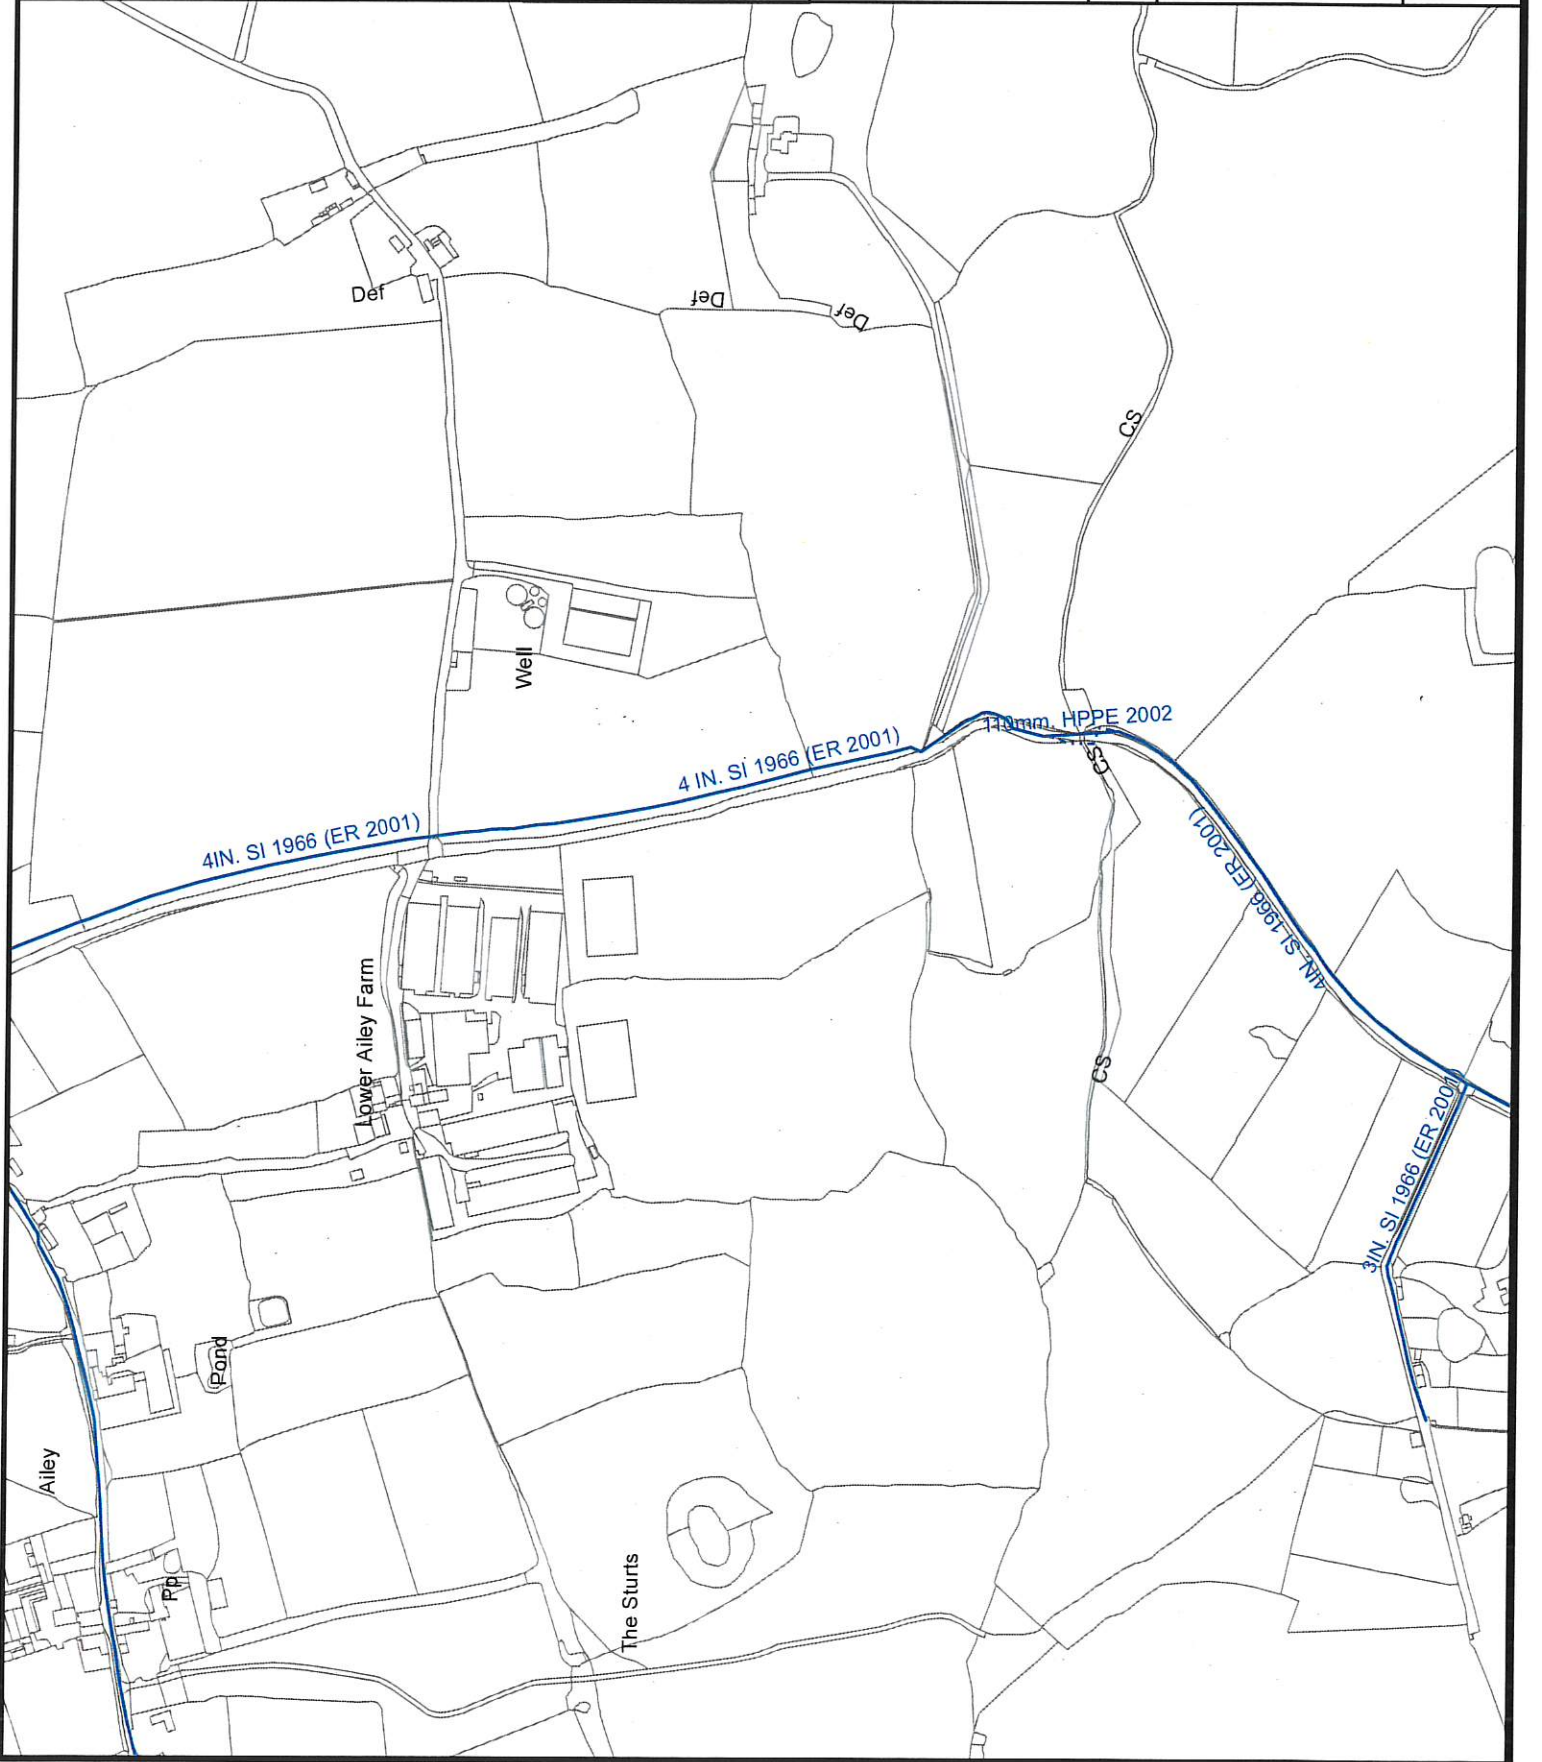 Def
Def
Def
CS
Well
110mm. HPPE 2002
4 IN. SI 1966 (ER 2001)
CS
4IN. SI 1966 (ER 2001)
4IN. SI 1966 (ER 2001)
Lower Ailey Farm
CS
3IN. SI 1966 (ER 2001)
Pond
Ailey
Pp
The Sturts